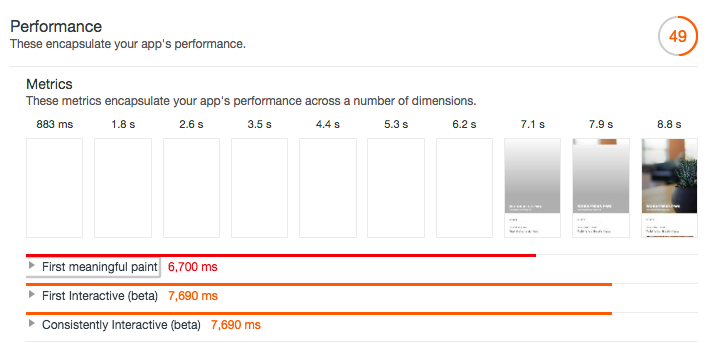 Performance
These encapsulate your app's performance.
49
Metrics
These metrics encapsulate your app's performance across a number of dimensions.
883 ms 1.8 s 2.6 s 3.5 s 4.4 s 5.3 s 6.2 s 7.1 s 7.9 s 8.8 s
First meaningful paint 6,700 ms
First Interactive (beta) 7,690 ms
Consistently Interactive (beta) 7,690 ms